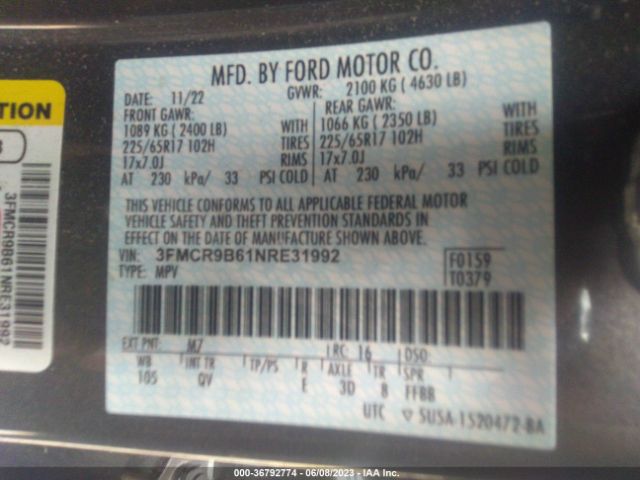 MFD. BY FORD MOTOR CO.
DATE: 11/22 GVWR: 2100 KG ( 4630 LB)
FRONT GAWR: REAR GAWR:
1089 KG ( 2400 LB) WITH 1066 KG ( 2350 LB) WITH
225/65R17 102H TIRES 225/65R17 102H TIRES
17x7.0J RIMS 17x7.0J RIMS
AT 230 kPa/ 33 PSI COLD AT 230 kPa/ 33 PSI COLD
THIS VEHICLE CONFORMS TO ALL APPLICABLE FEDERAL MOTOR
VEHICLE SAFETY AND THEFT PREVENTION STANDARDS IN
EFFECT ON THE DATE OF MANUFACTURE SHOWN ABOVE.
VIN: 3FMCR9B61NRE31992 F0159
TYPE: MPV T0379
EXT PNT: M7 RC: 16 DSO:
WB INT TR TP/PS R AXLE TR SPR
105 QV E 3D 8 FFBB
UTC ▽ 5USA-1520472-BA
TION
3
3FMCR9B61NRE31992
000-36792774 - 06/08/2023 - IAA Inc.